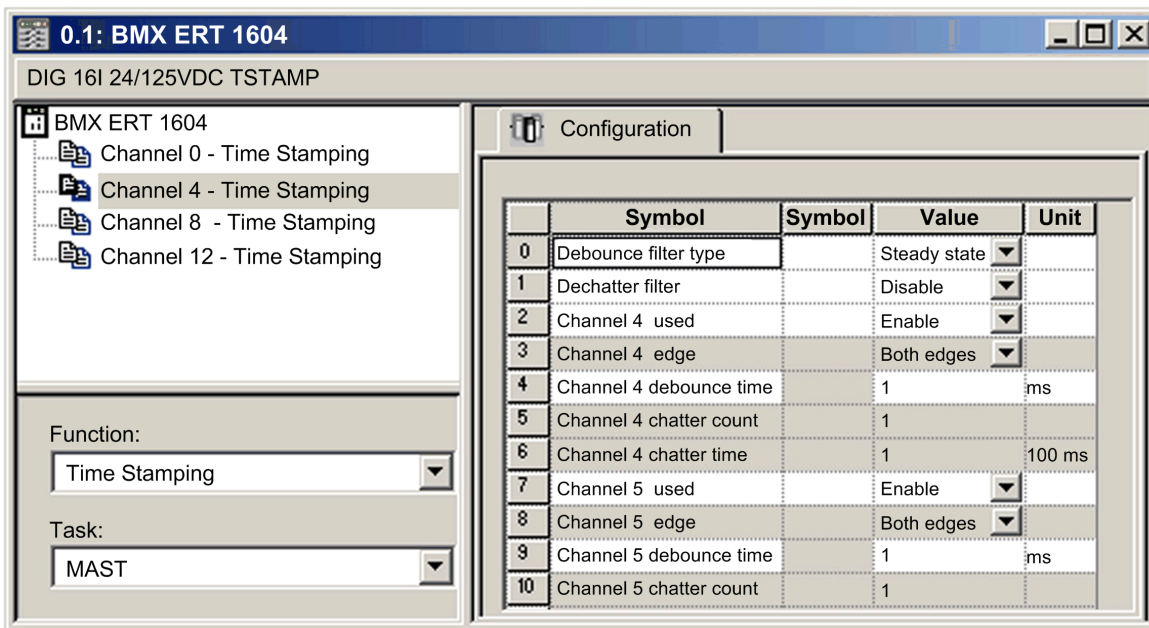 0.1: BMX ERT 1604
DIG 16I 24/125VDC TSTAMP
BMX ERT 1604
Channel 0 - Time Stamping
Channel 4 - Time Stamping
Channel 8 - Time Stamping
Channel 12 - Time Stamping
Function:
Time Stamping
Task:
MAST
Configuration
Symbol Symbol Value Unit
0 Debounce filter type Steady state
1 Dechatter filter Disable
2 Channel 4 used Enable
3 Channel 4 edge Both edges
4 Channel 4 debounce time 1 ms
5 Channel 4 chatter count 1
6 Channel 4 chatter time 1 100 ms
7 Channel 5 used Enable
8 Channel 5 edge Both edges
9 Channel 5 debounce time 1 ms
10 Channel 5 chatter count 1